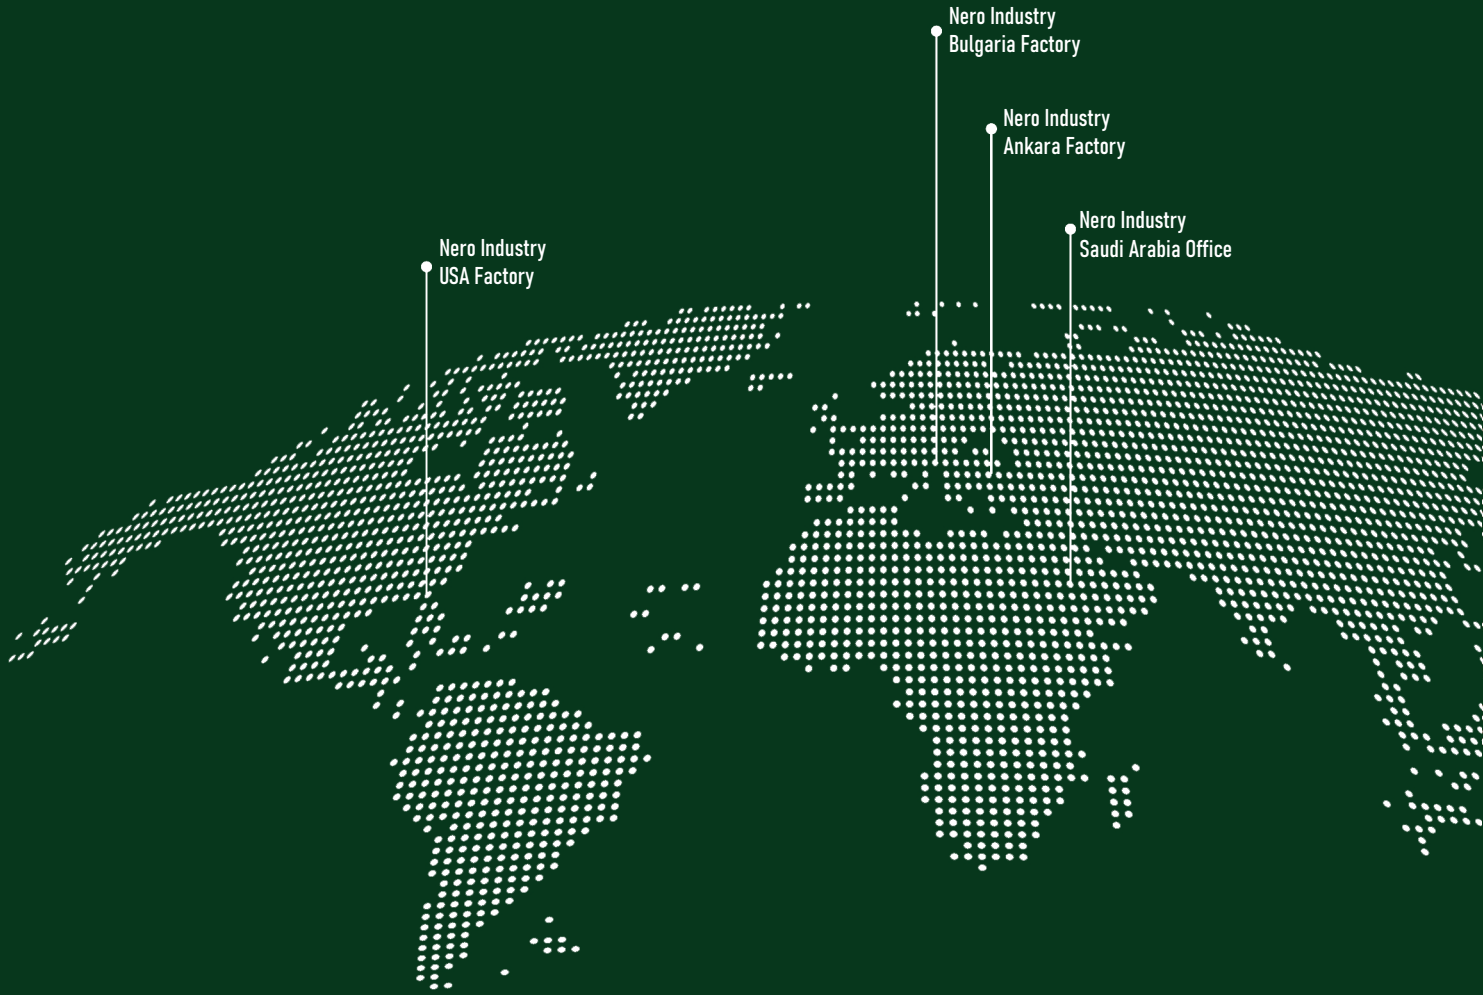 Nero Industry
Bulgaria Factory
Nero Industry
Ankara Factory
Nero Industry
Saudi Arabia Office
Nero Industry
USA Factory